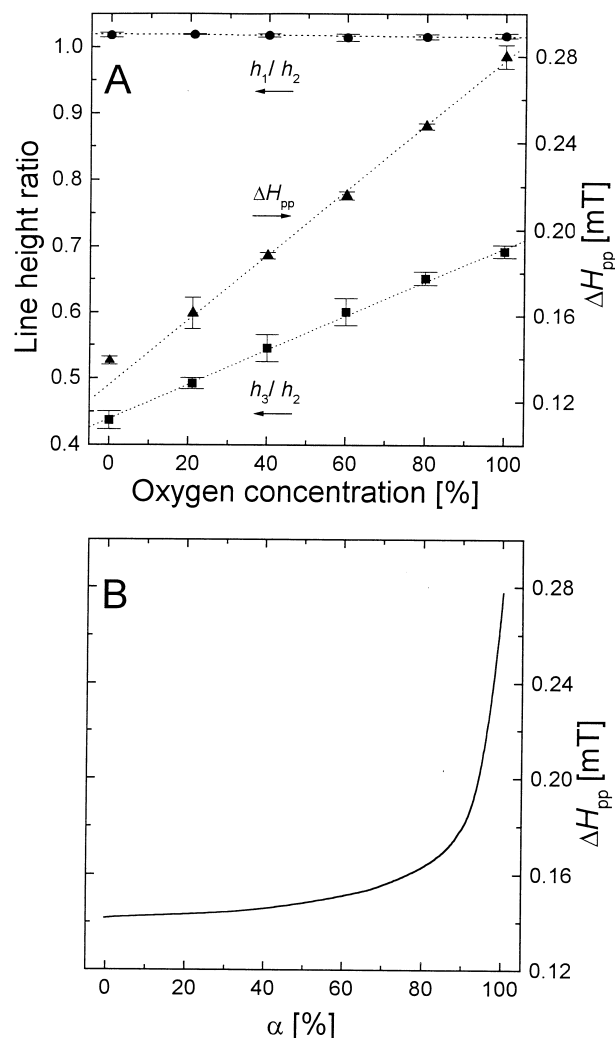 A
1.0
0.9
0.8
0.7
0.6
0.5
0.4
Line height ratio
h₁/ h₂
ΔHₚₚ
h₃/ h₂
0.28
0.24
0.20
0.16
0.12
ΔHₚₚ [mT]
0 20 40 60 80 100
Oxygen concentration [%]
B
0.28
0.24
0.20
0.16
0.12
ΔHₚₚ [mT]
0 20 40 60 80 100
α [%]